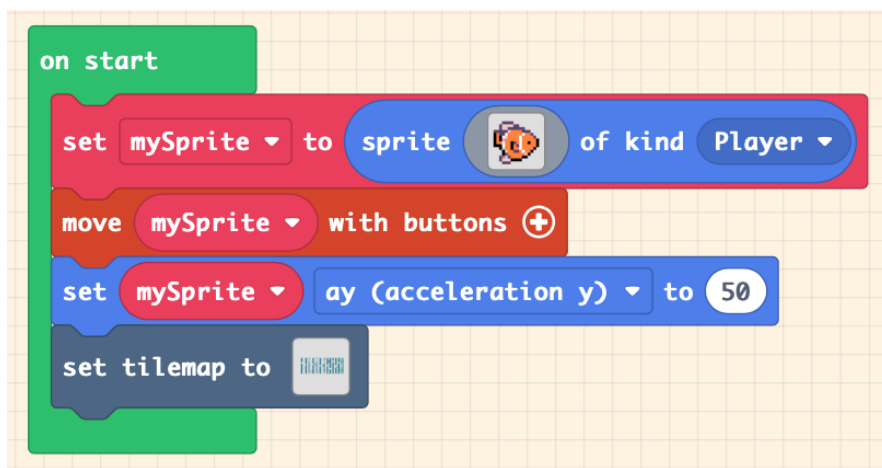 on start
set mySprite to sprite of kind Player
move mySprite with buttons
set mySprite ay (acceleration y) to 50
set tilemap to